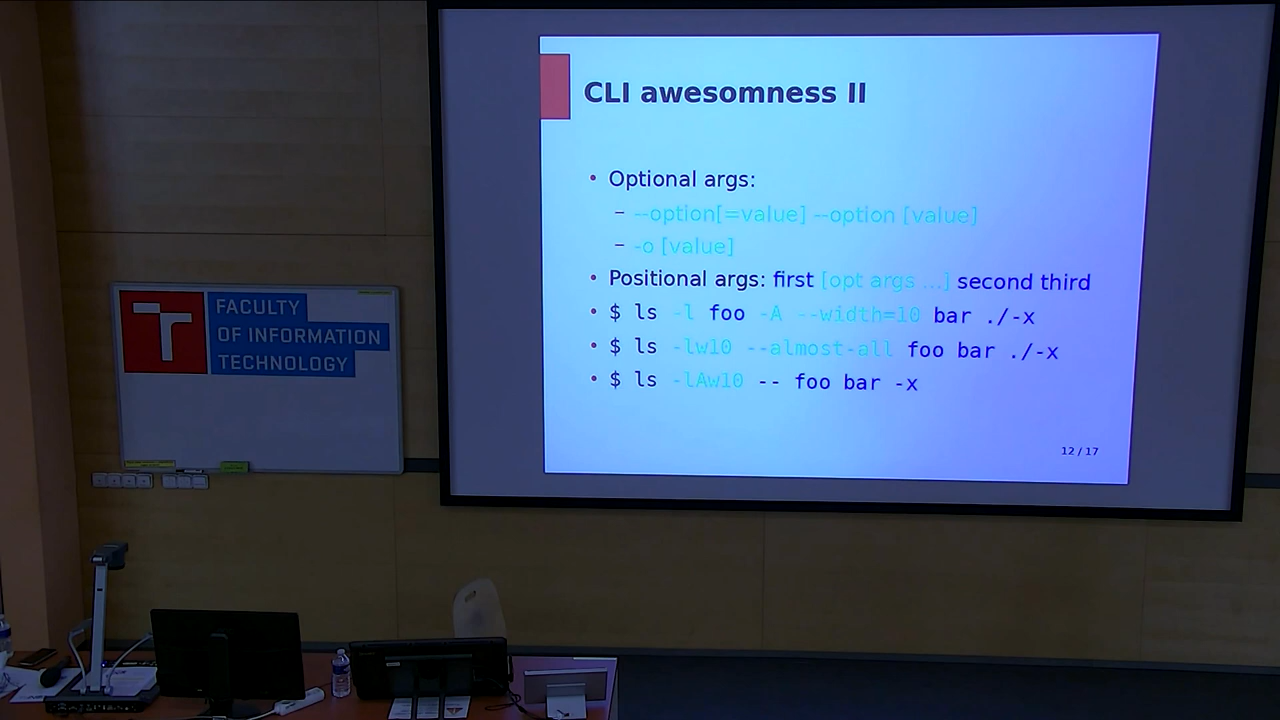 CLI awesomness II
• Optional args:
– --option[=value] --option [value]
– -o [value]
• Positional args: first [opt args ...] second third
• $ ls -l foo -A --width=10 bar ./-x
• $ ls -lw10 --almost-all foo bar ./-x
• $ ls -lAw10 -- foo bar -x
12 / 17
FACULTY
OF INFORMATION
TECHNOLOGY